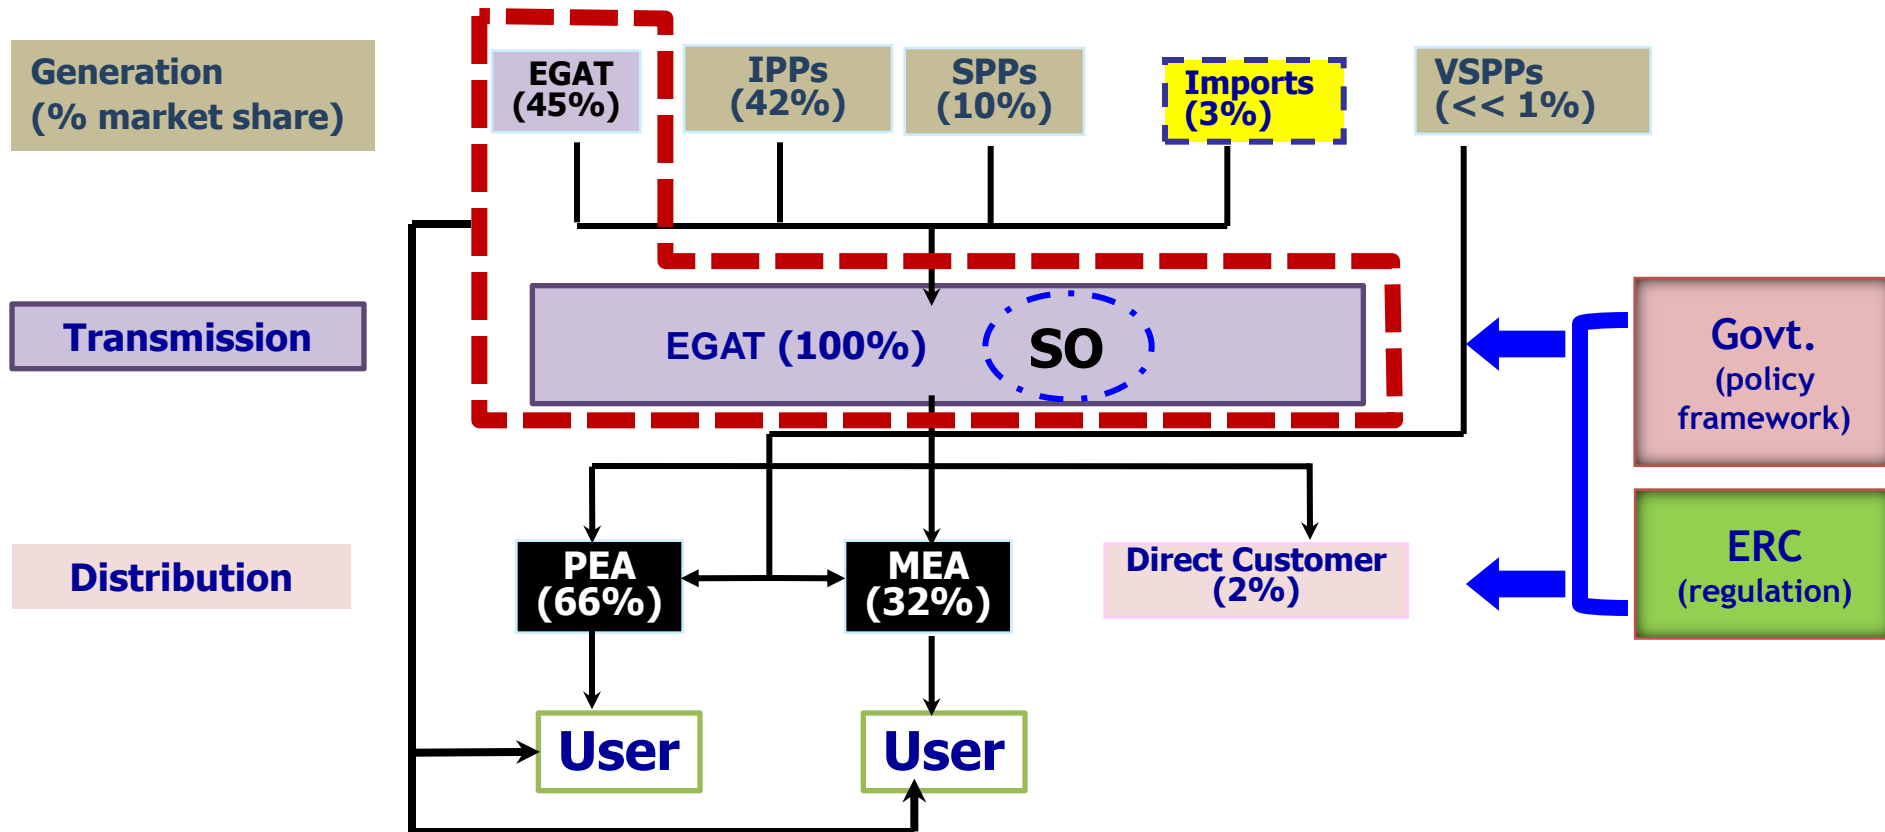 Generation
(% market share)
EGAT
(45%)
IPPs
(42%)
SPPs
(10%)
Imports
(3%)
VSPPs
(<< 1%)
Transmission
EGAT (100%)
SO
Govt.
(policy
framework)
Distribution
PEA
(66%)
MEA
(32%)
Direct Customer
(2%)
ERC
(regulation)
User
User